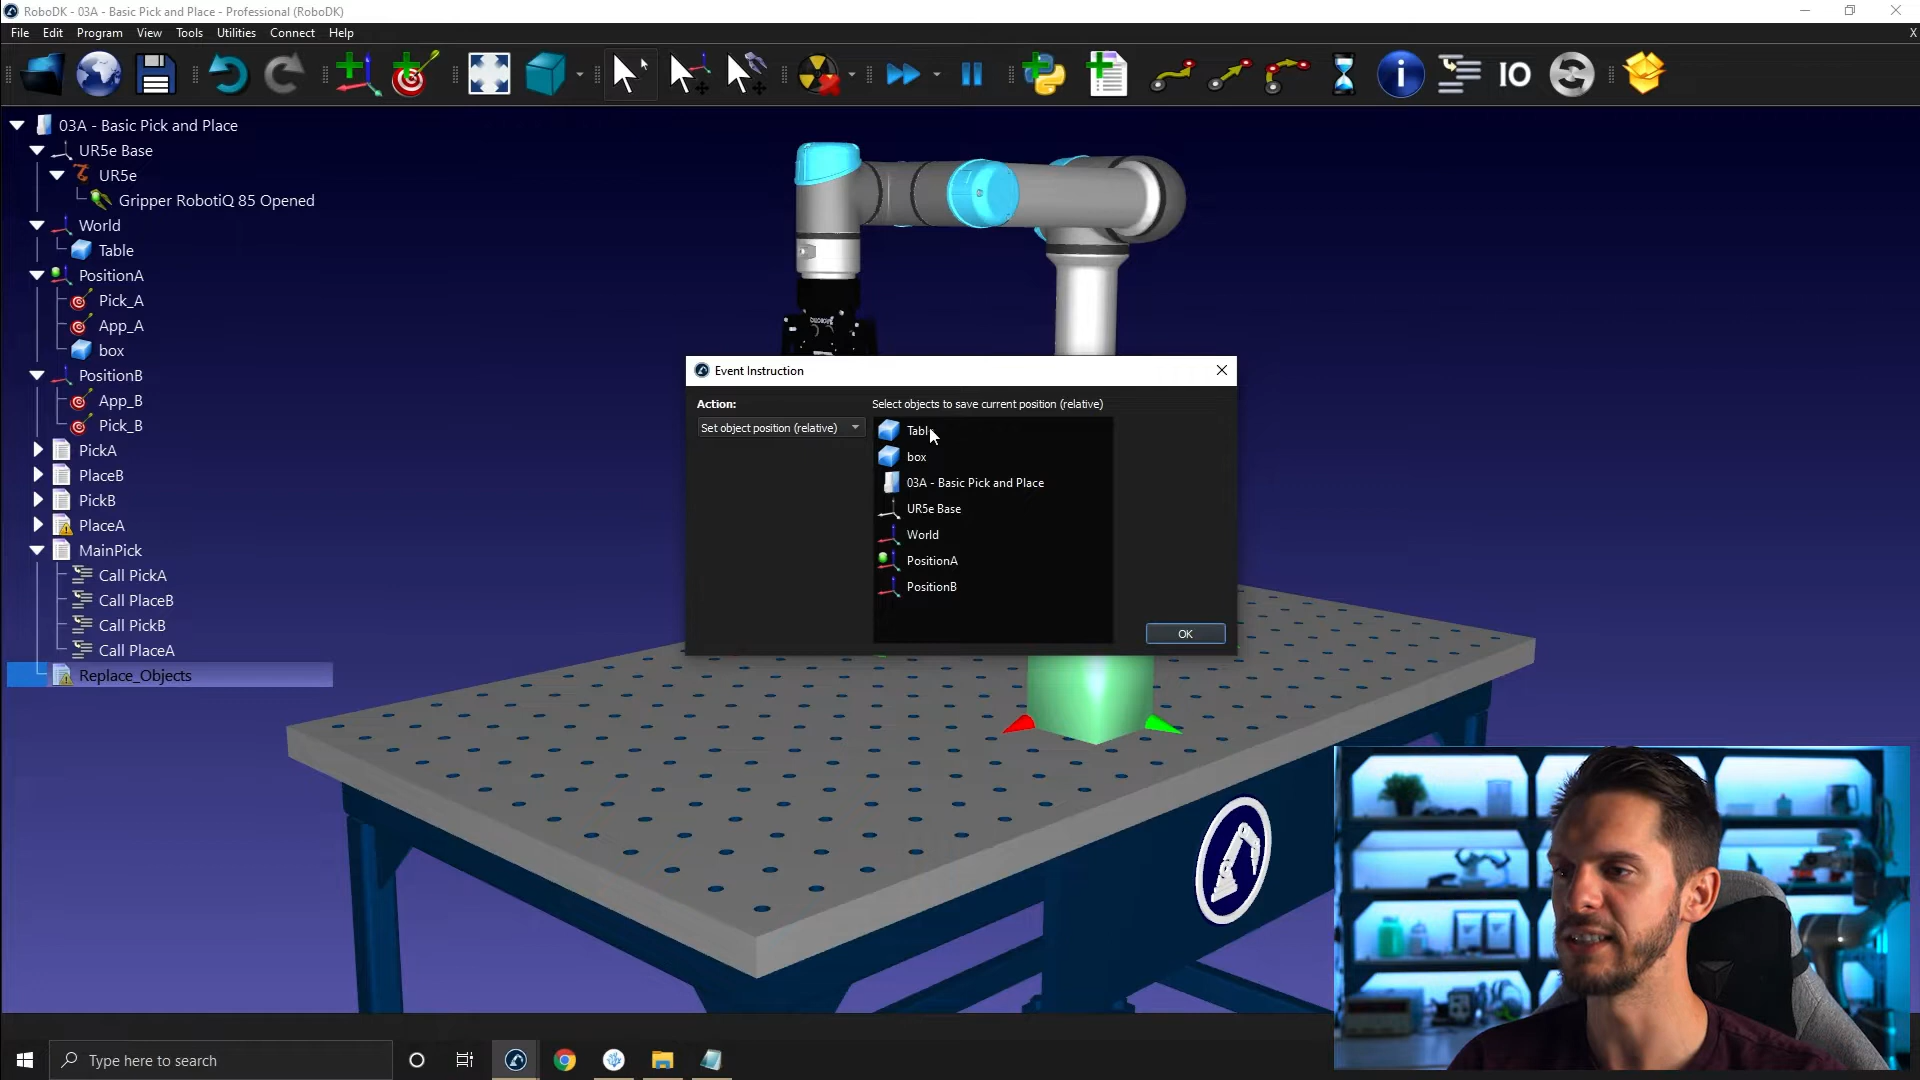 RoboDK - 03A - Basic Pick and Place - Professional (RoboDK)
File Edit Program View Tools Utilities Connect Help X
IO
03A - Basic Pick and Place
UR5e Base
UR5e
Gripper RobotiQ 85 Opened
World
Table
PositionA
Pick_A
App_A
box
PositionB
App_B
Pick_B
PickA
PlaceB
PickB
PlaceA
MainPick
Call PickA
Call PlaceB
Call PickB
Call PlaceA
Replace_Objects
Event Instruction
Action:
Set object position (relative)
Select objects to save current position (relative)
Table
box
03A - Basic Pick and Place
UR5e Base
World
PositionA
PositionB
OK
Type here to search